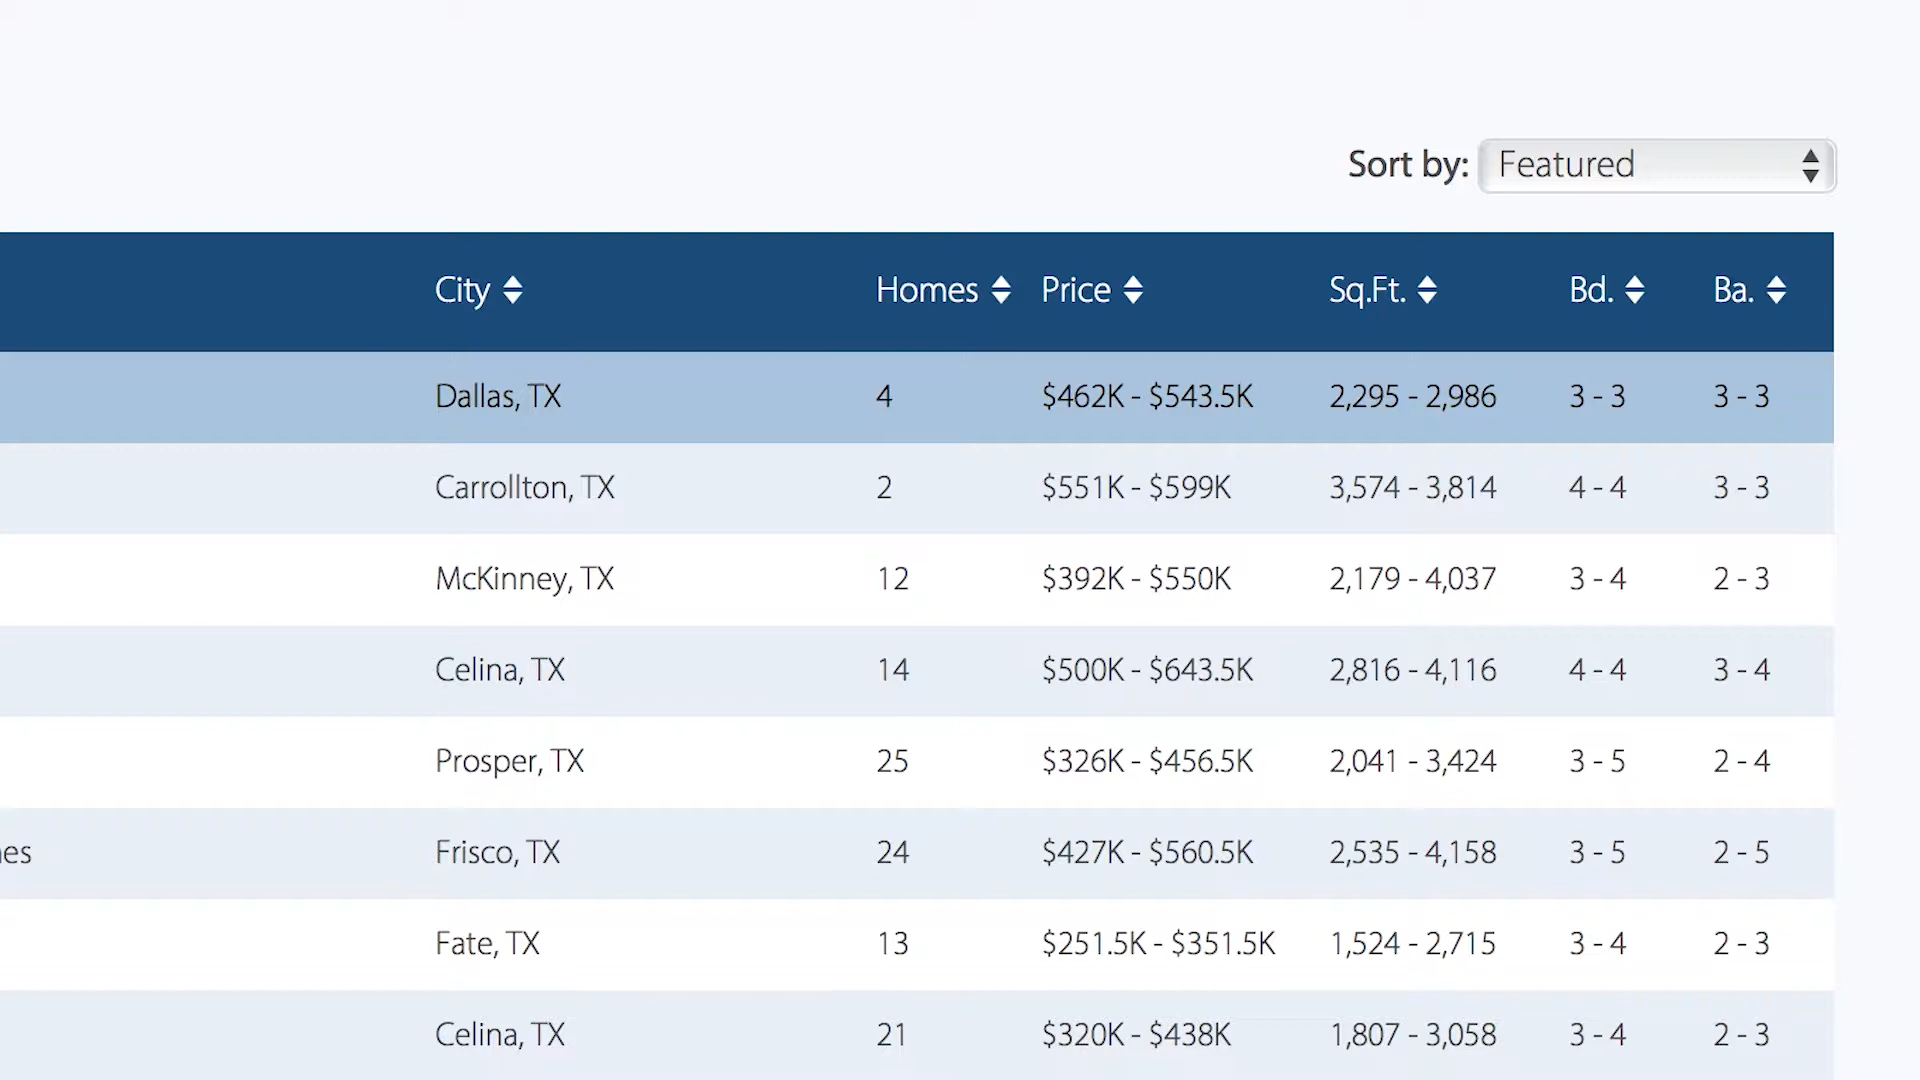 Sort by: Featured
City Homes Price Sq.Ft. Bd. Ba.
Dallas, TX 4 $462K - $543.5K 2,295 - 2,986 3 - 3 3 - 3
Carrollton, TX 2 $551K - $599K 3,574 - 3,814 4 - 4 3 - 3
McKinney, TX 12 $392K - $550K 2,179 - 4,037 3 - 4 2 - 3
Celina, TX 14 $500K - $643.5K 2,816 - 4,116 4 - 4 3 - 4
Prosper, TX 25 $326K - $456.5K 2,041 - 3,424 3 - 5 2 - 4
es Frisco, TX 24 $427K - $560.5K 2,535 - 4,158 3 - 5 2 - 5
Fate, TX 13 $251.5K - $351.5K 1,524 - 2,715 3 - 4 2 - 3
Celina, TX 21 $320K - $438K 1,807 - 3,058 3 - 4 2 - 3